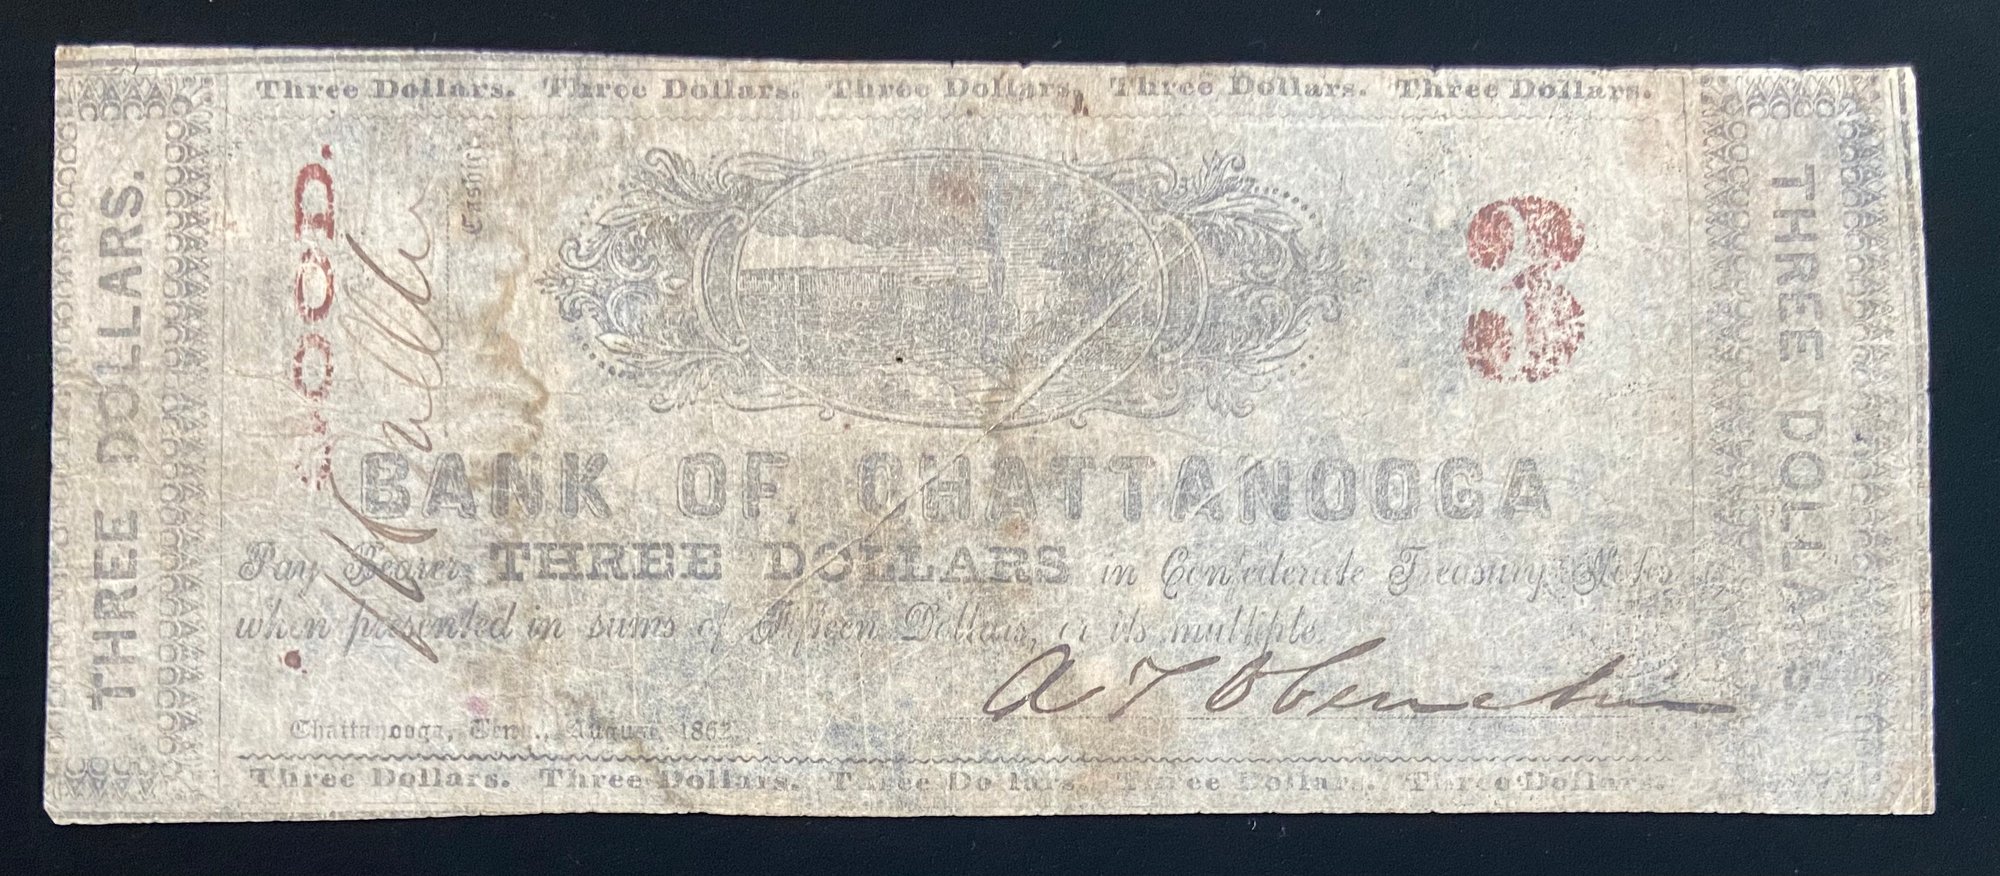 Three Dollars. Three Dollars. Three Dollars. Three Dollars. Three Dollars.
THREE DOLLARS.
Cashr.
3
THREE DOLLARS
BANK OF CHATTANOOGA
Pay Bearer THREE DOLLARS in Confederate Treasury Notes
when presented in sums of Fifteen Dollars, or its multiple.
Chattanooga, Tenn., August, 1862.
Three Dollars. Three Dollars. Three Dollars. Three Dollars. Three Dollars.